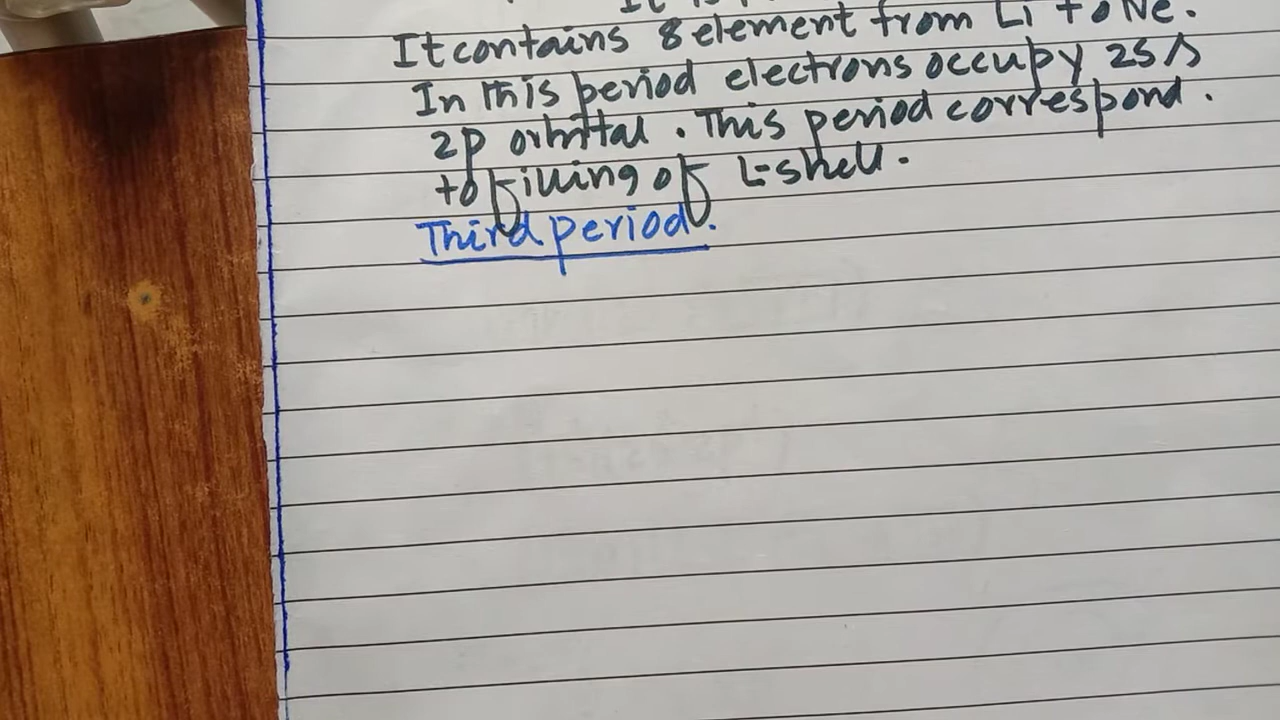 It
It contains 8 element from Li to Ne.
In this period electrons occupy 2s
2p orbital. This period correspond.
to filling of L-shell.
Third period.